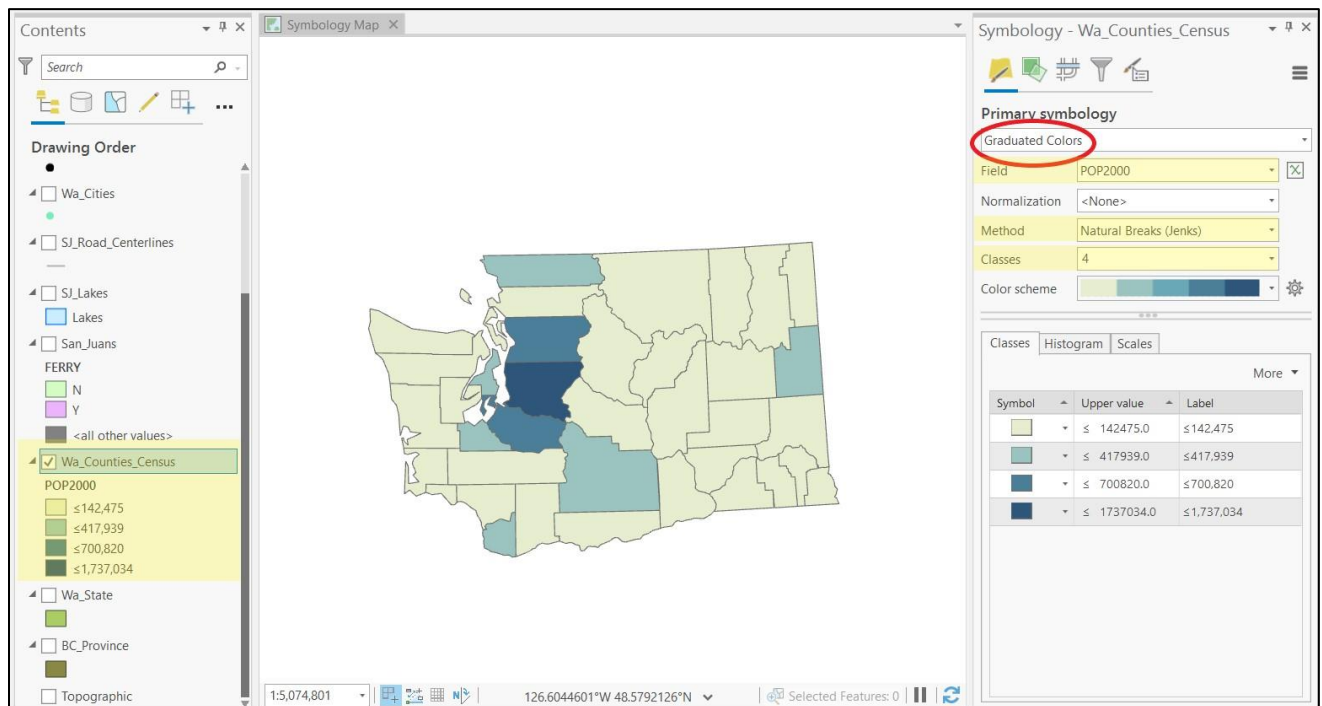 Contents
Search
Drawing Order
Wa_Cities
SJ_Road_Centerlines
SJ_Lakes
Lakes
San_Juans
FERRY
N
Y
<all other values>
Wa_Counties_Census
POP2000
≤142,475
≤417,939
≤700,820
≤1,737,034
Wa_State
BC_Province
Topographic
Symbology Map
1:5,074,801 126.6044601°W 48.5792126°N Selected Features: 0
Symbology - Wa_Counties_Census
Primary symbology
Graduated Colors
Field POP2000
Normalization <None>
Method Natural Breaks (Jenks)
Classes 4
Color scheme
Classes Histogram Scales
More
Symbol Upper value Label
≤ 142475.0 ≤142,475
≤ 417939.0 ≤417,939
≤ 700820.0 ≤700,820
≤ 1737034.0 ≤1,737,034